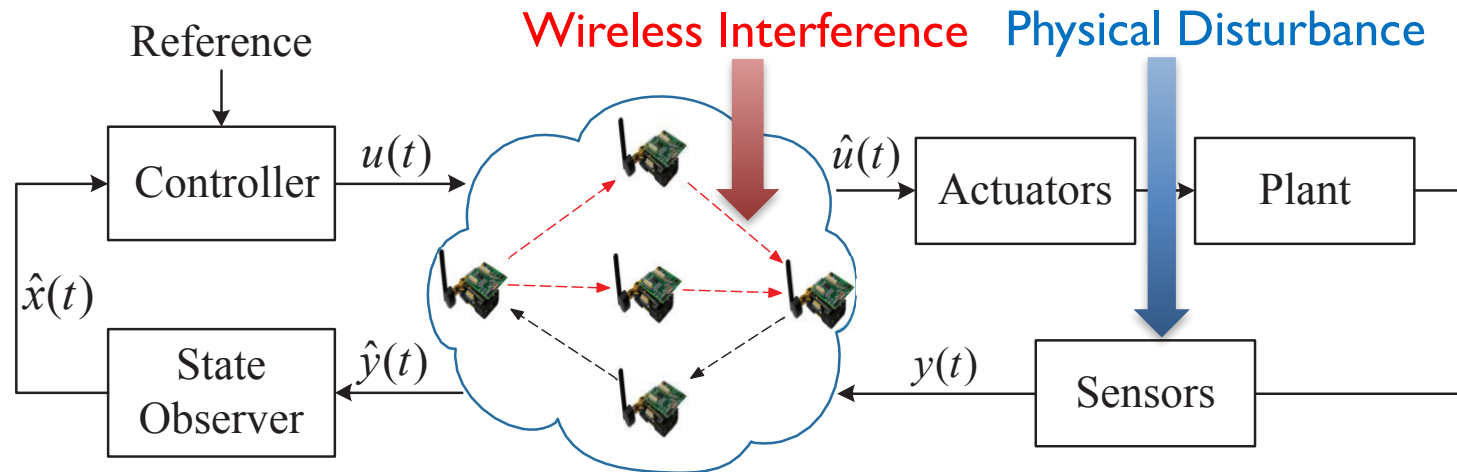 Wireless Interference
Physical Disturbance
Reference
Controller
u(t)
û(t)
Actuators
Plant
x̂(t)
State
Observer
ŷ(t)
y(t)
Sensors